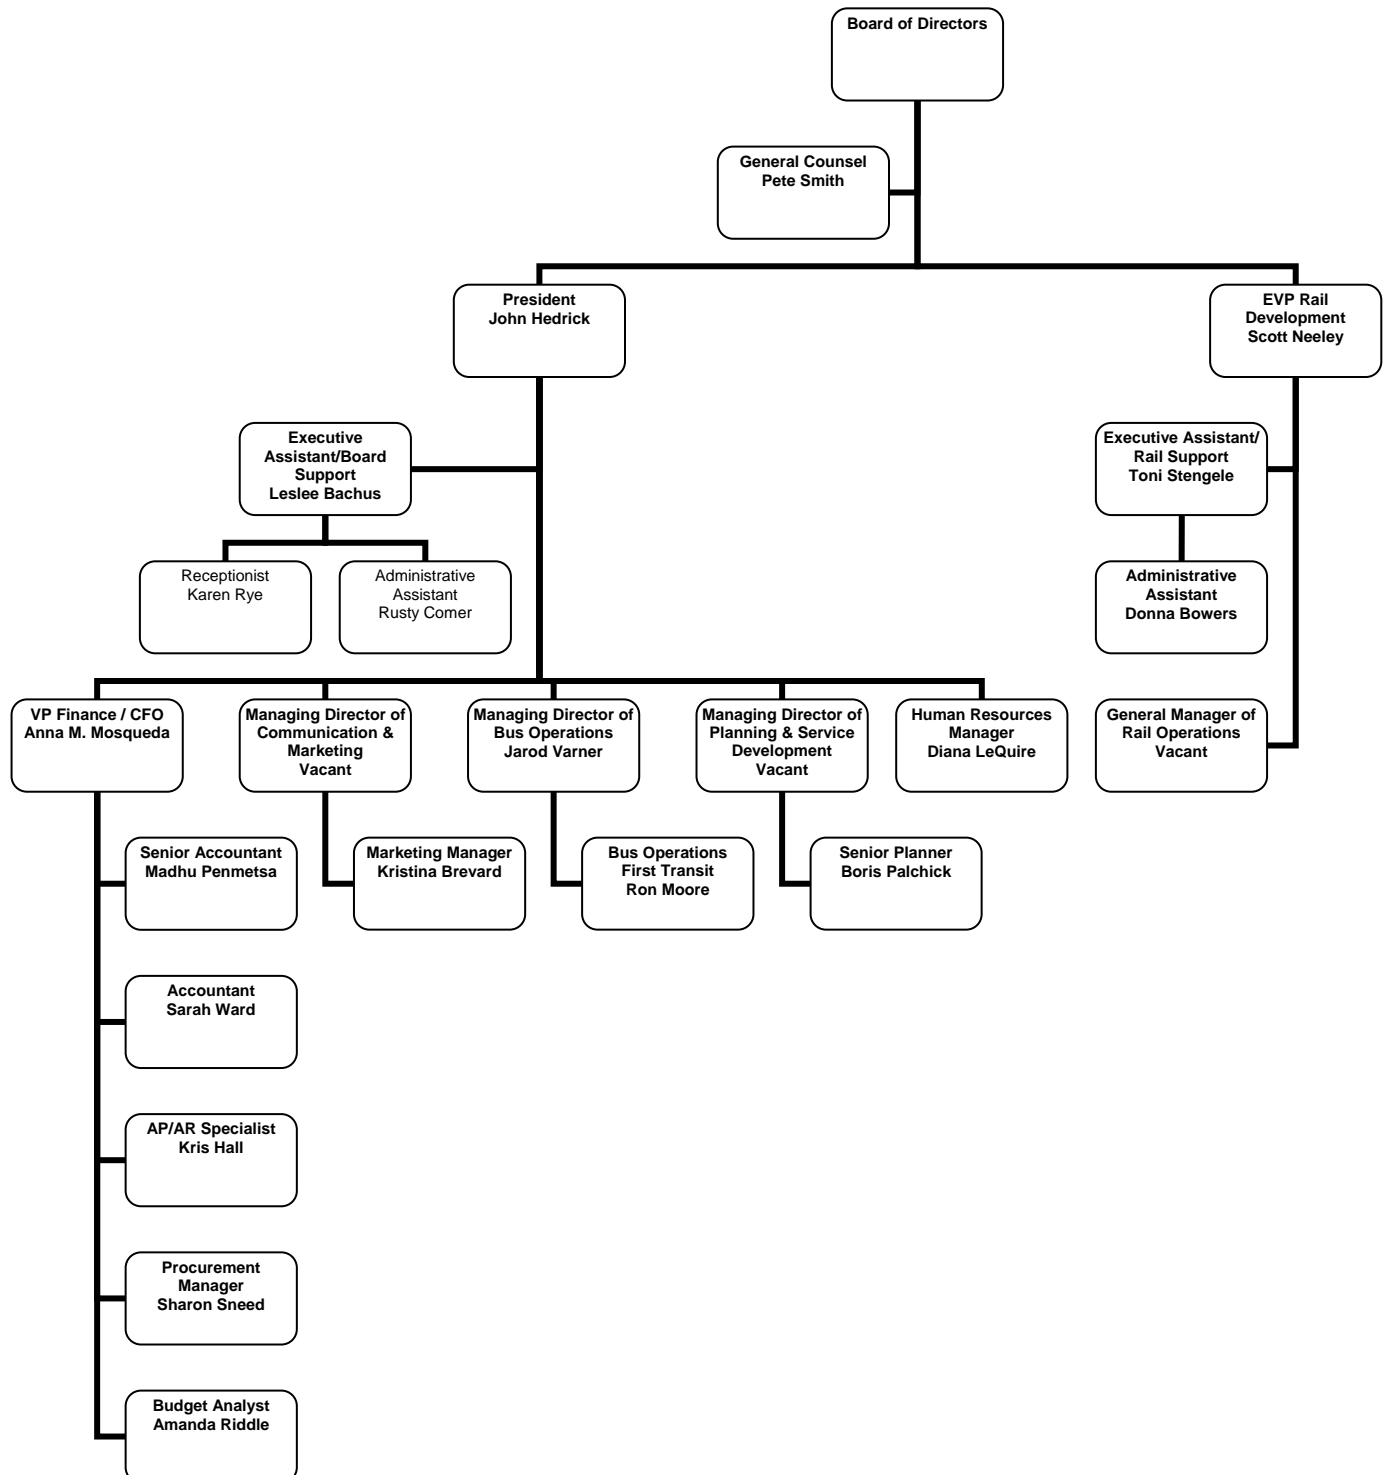 Board of Directors
General Counsel
Pete Smith
President
John Hedrick
EVP Rail
Development
Scott Neeley
Executive
Assistant/Board
Support
Leslee Bachus
Executive Assistant/
Rail Support
Toni Stengele
Receptionist
Karen Rye
Administrative
Assistant
Rusty Comer
Administrative
Assistant
Donna Bowers
VP Finance / CFO
Anna M. Mosqueda
Managing Director of
Communication &
Marketing
Vacant
Managing Director of
Bus Operations
Jarod Varner
Managing Director of
Planning & Service
Development
Vacant
Human Resources
Manager
Diana LeQuire
General Manager of
Rail Operations
Vacant
Senior Accountant
Madhu Penmetsa
Marketing Manager
Kristina Brevard
Bus Operations
First Transit
Ron Moore
Senior Planner
Boris Palchick
Accountant
Sarah Ward
AP/AR Specialist
Kris Hall
Procurement
Manager
Sharon Sneed
Budget Analyst
Amanda Riddle